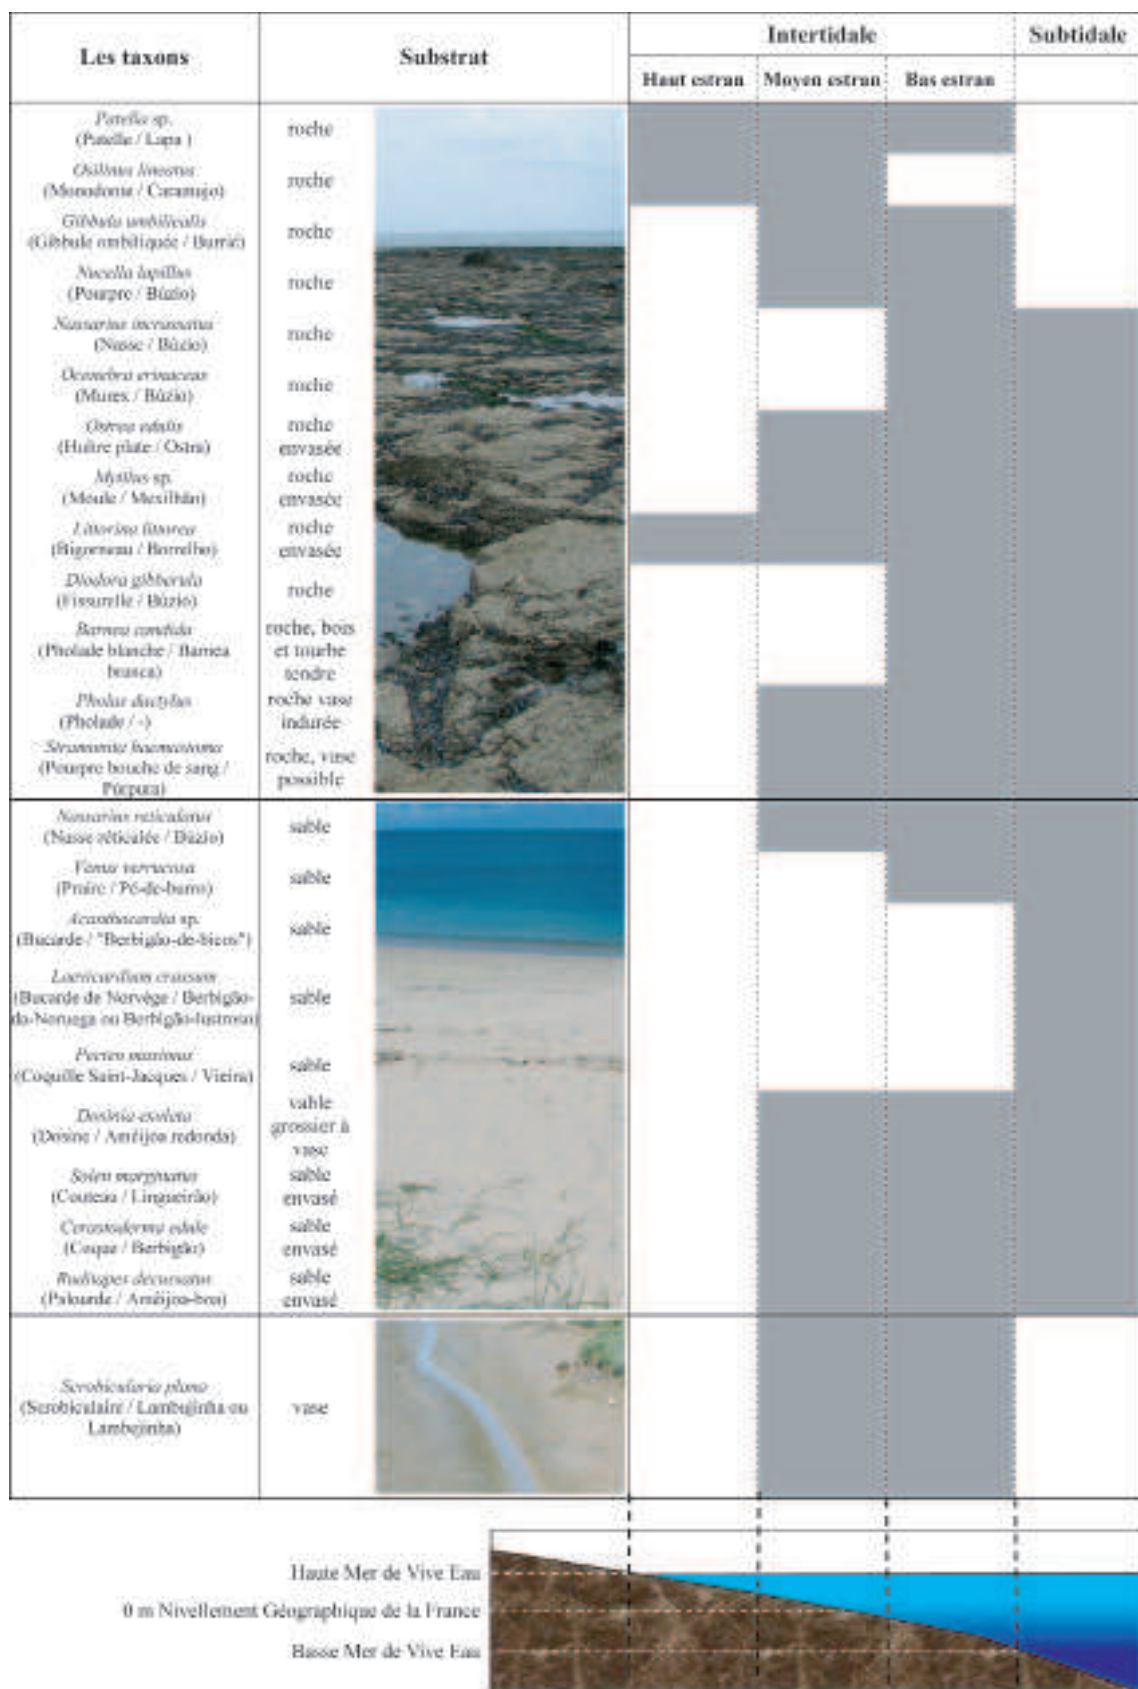 Les taxons
Substrat
Intertidale
Subtidale
Haut estran
Moyen estran
Bas estran
Patella sp.
(Patelle / Lapa )
roche
Osilinus lineatus
(Monodonte / Caramujo)
roche
Gibbula umbilicalis
(Gibbule ombiliquée / Burrié)
roche
Nucella lapillus
(Pourpre / Búzio)
roche
Nassarius incrassatus
(Nasse / Búzio)
roche
Ocenebra erinaceus
(Murex / Búzio)
roche
Ostrea edulis
(Huître plate / Ostra)
roche
envasée
Mytilus sp.
(Moule / Mexilhão)
roche
envasée
Littorina littorea
(Bigorneau / Borrelho)
roche
envasée
Diodora gibberula
(Fissurelle / Búzio)
roche
Barnea candida
(Pholade blanche / Barnea
branca)
roche, bois
et tourbe
tendre
Pholas dactylus
(Pholade / -)
roche vase
indurée
Stramonita haemastoma
(Pourpre bouche de sang /
Púrpura)
roche, vase
possible
Nassarius reticulatus
(Nasse réticulée / Búzio)
sable
Venus verrucosa
(Praire / Pé-de-burro)
sable
Acanthocardia sp.
(Bucarde / "Berbigão-de-bicos")
sable
Laevicardium crassum
(Bucarde de Norvège / Berbigão-
da-Noruega ou Berbigão-lustroso)
sable
Pecten maximus
(Coquille Saint-Jacques / Vieira)
sable
Dosinia exoleta
(Dosine / Amêijoa redonda)
vable
grossier à
vase
Solen marginatus
(Couteau / Lingueirão)
sable
envasé
Cerastoderma edule
(Coque / Berbigão)
sable
envasé
Ruditapes decussatus
(Palourde / Amêijoa-boa)
sable
envasé
Scrobicularia plana
(Scrobiculaire / Lambujinha ou
Lambejinha)
vase
Haute Mer de Vive Eau
0 m Nivellement Géographique de la France
Basse Mer de Vive Eau